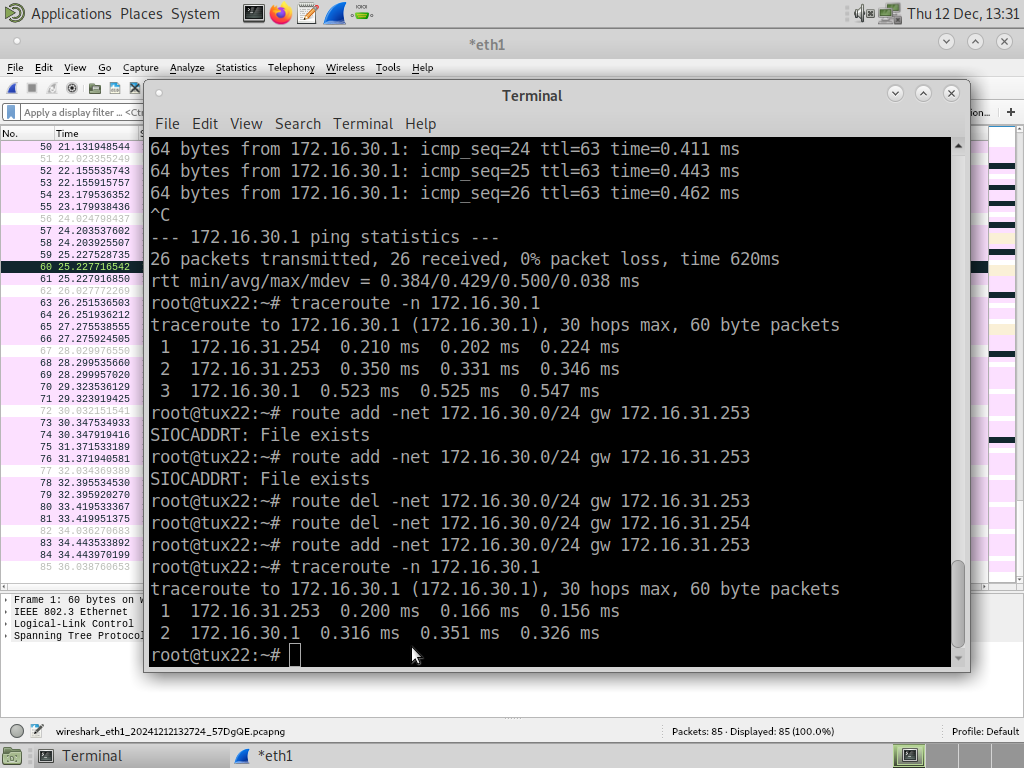 Applications Places System Thu 12 Dec, 13:31
*eth1
File Edit View Go Capture Analyze Statistics Telephony Wireless Tools Help
Apply a display filter ... <Ctr
ion... +
No. Time
50 21.131948544
51 22.023355249
52 22.155535743
53 22.155915757
54 23.179536352
55 23.179938436
56 24.024798437
57 24.203537602
58 24.203925507
59 25.227528735
60 25.227716542
61 25.227916850
62 26.027772269
63 26.251536503
64 26.251936212
65 27.275538555
66 27.275924505
67 28.029976550
68 28.299535660
69 28.299957020
70 29.323536129
71 29.323919425
72 30.032151541
73 30.347534933
74 30.347919416
75 31.371533189
76 31.371940581
77 32.034369389
78 32.395534530
79 32.395920270
80 33.419533367
81 33.419951375
82 34.036270683
83 34.443533892
84 34.443970199
85 36.038760653
Frame 1: 60 bytes on w
IEEE 802.3 Ethernet
Logical-Link Control
Spanning Tree Protoco
Terminal
File Edit View Search Terminal Help
64 bytes from 172.16.30.1: icmp_seq=24 ttl=63 time=0.411 ms
64 bytes from 172.16.30.1: icmp_seq=25 ttl=63 time=0.443 ms
64 bytes from 172.16.30.1: icmp_seq=26 ttl=63 time=0.462 ms
^C
--- 172.16.30.1 ping statistics ---
26 packets transmitted, 26 received, 0% packet loss, time 620ms
rtt min/avg/max/mdev = 0.384/0.429/0.500/0.038 ms
root@tux22:~# traceroute -n 172.16.30.1
traceroute to 172.16.30.1 (172.16.30.1), 30 hops max, 60 byte packets
1 172.16.31.254 0.210 ms 0.202 ms 0.224 ms
2 172.16.31.253 0.350 ms 0.331 ms 0.346 ms
3 172.16.30.1 0.523 ms 0.525 ms 0.547 ms
root@tux22:~# route add -net 172.16.30.0/24 gw 172.16.31.253
SIOCADDRT: File exists
root@tux22:~# route add -net 172.16.30.0/24 gw 172.16.31.253
SIOCADDRT: File exists
root@tux22:~# route del -net 172.16.30.0/24 gw 172.16.31.253
root@tux22:~# route del -net 172.16.30.0/24 gw 172.16.31.254
root@tux22:~# route add -net 172.16.30.0/24 gw 172.16.31.253
root@tux22:~# traceroute -n 172.16.30.1
traceroute to 172.16.30.1 (172.16.30.1), 30 hops max, 60 byte packets
1 172.16.31.253 0.200 ms 0.166 ms 0.156 ms
2 172.16.30.1 0.316 ms 0.351 ms 0.326 ms
root@tux22:~#
wireshark_eth1_20241212132724_57DgQE.pcapng Packets: 85 · Displayed: 85 (100.0%) Profile: Default
Terminal *eth1